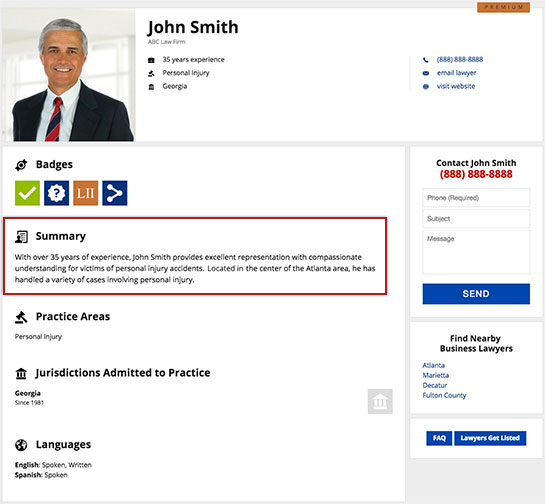 PREMIUM
John Smith
ABC Law Firm
35 years experience
Personal Injury
Georgia
(888) 888-8888
email lawyer
visit website
Badges
?
LII
Summary
With over 35 years of experience, John Smith provides excellent representation with compassionate
understanding for victims of personal injury accidents. Located in the center of the Atlanta area, he has
handled a variety of cases involving personal injury.
Practice Areas
Personal Injury
Jurisdictions Admitted to Practice
Georgia
Since 1981
Languages
English: Spoken, Written
Spanish: Spoken
Contact John Smith
(888) 888-8888
Phone (Required)
Subject
Message
SEND
Find Nearby
Business Lawyers
Atlanta
Marietta
Decatur
Fulton County
FAQ
Lawyers Get Listed